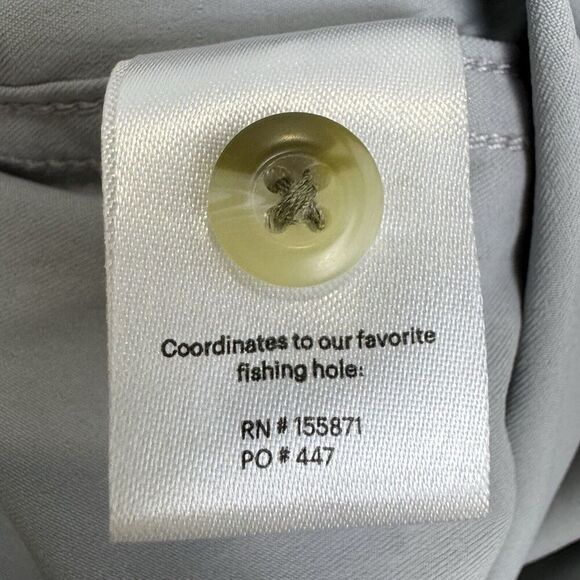 Coordinates to our favorite
fishing hole:
RN # 155871
PO # 447